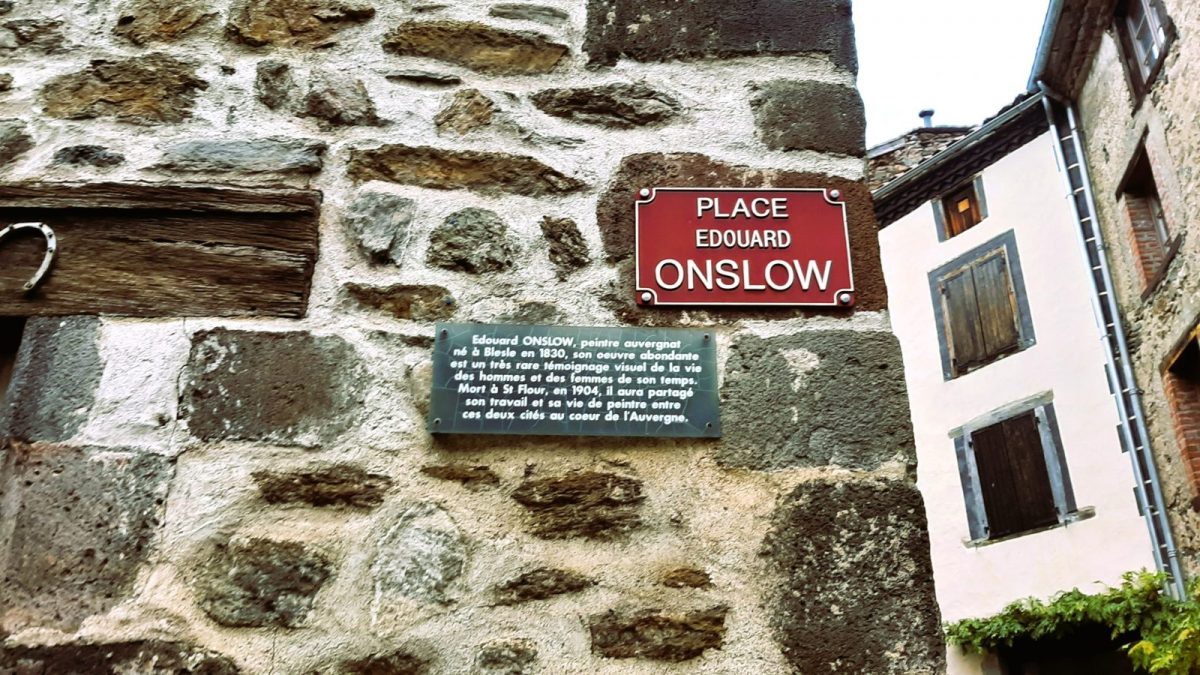 PLACE
EDOUARD
ONSLOW
Edouard ONSLOW, peintre auvergnat
né à Blesle en 1830, son oeuvre abondante
est un très rare témoignage visuel de la vie
des hommes et des femmes de son temps.
Mort à St Flour, en 1904, il aura partagé
son travail et sa vie de peintre entre
ces deux cités au coeur de l'Auvergne.